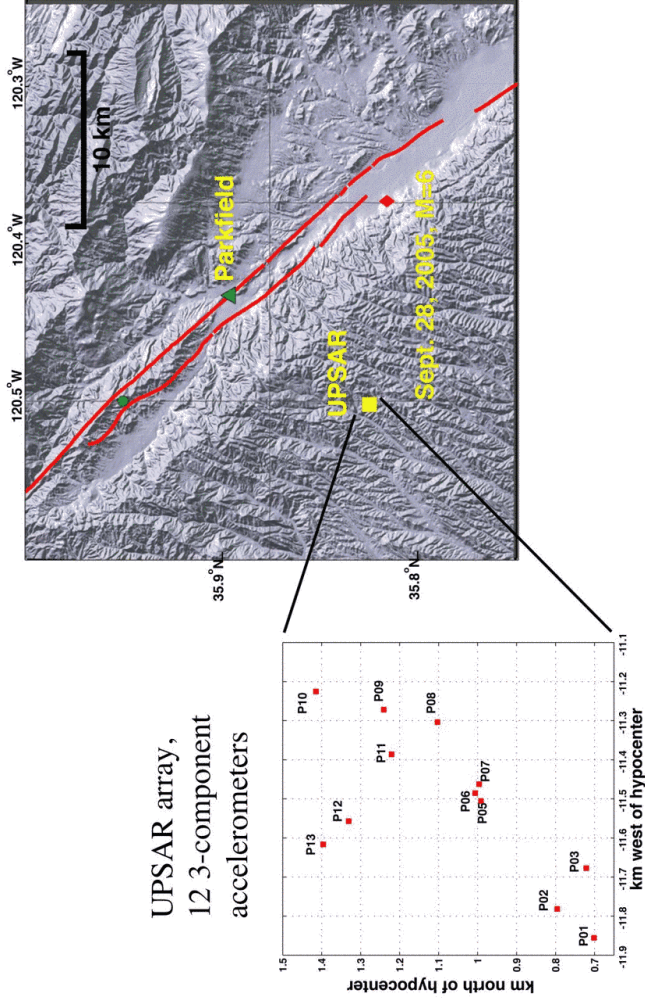 UPSAR array,
12 3-component
accelerometers
120.5°W
120.4°W
120.3°W
10 km
Parkfield
UPSAR
Sept. 28, 2005, M=6
35.9°N
35.8°N
P10
P09
P08
P11
P12
P13
P07
P06
P05
P03
P02
P01
1.5
1.4
1.3
1.2
1.1
1
0.9
0.8
0.7
km north of hypocenter
-11.9
-11.8
-11.7
-11.6
-11.5
-11.4
-11.3
-11.2
-11.1
km west of hypocenter